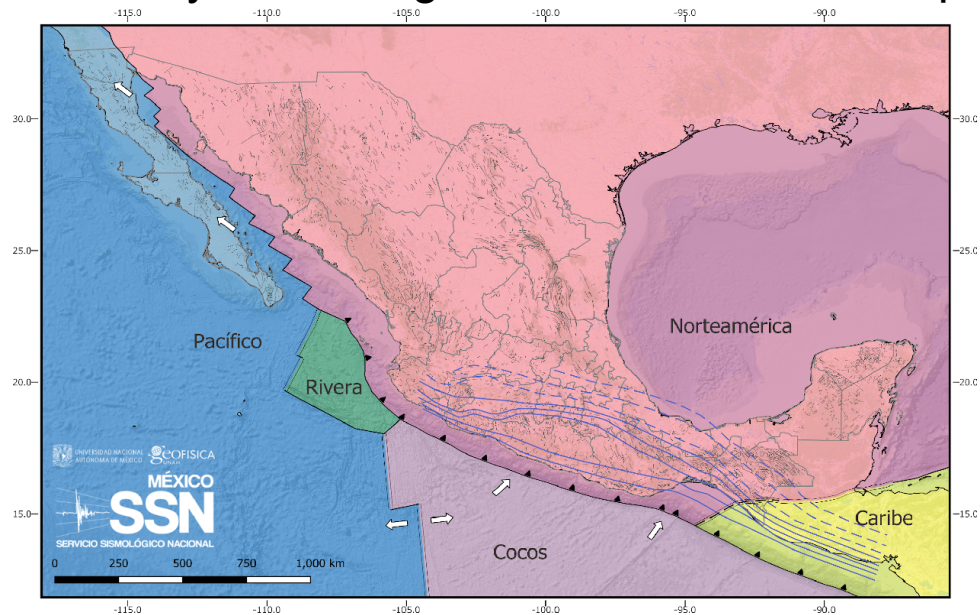 -115.0 -110.0 -105.0 -100.0 -95.0 -90.0
30.0 30.0
25.0 25.0
Norteamérica
Pacífico
20.0 20.0
Rivera
UNIVERSIDAD NACIONAL
AUTÓNOMA DE MÉXICO
GEOFISICA
UNAM
MÉXICO
SSN
SERVICIO SISMOLÓGICO NACIONAL
15.0 15.0
Caribe
Cocos
0 250 500 750 1,000 km
-115.0 -110.0 -105.0 -100.0 -95.0 -90.0